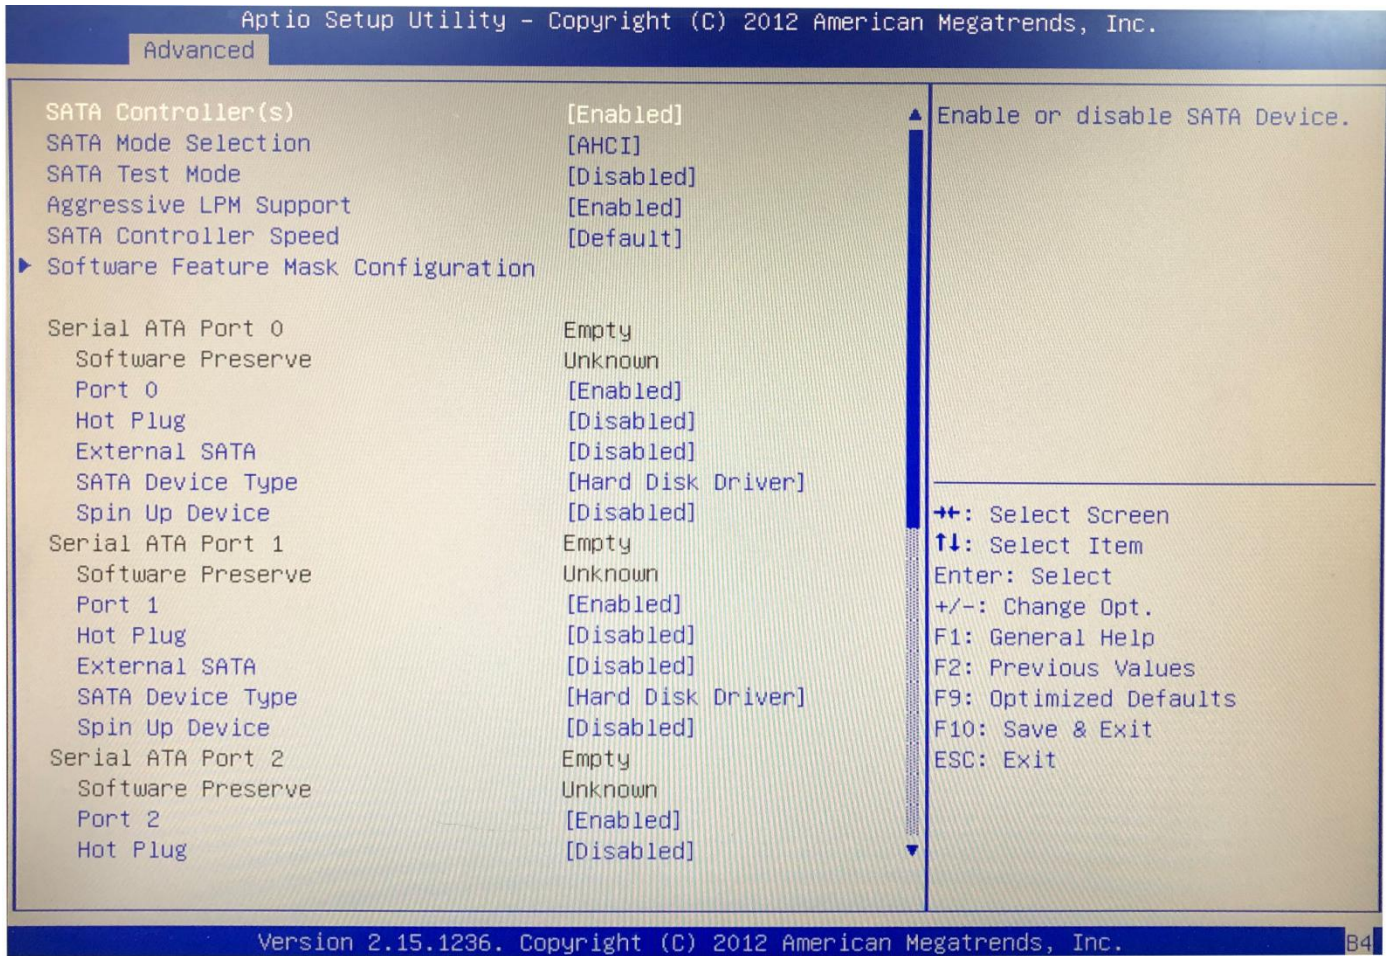 Aptio Setup Utility – Copyright (C) 2012 American Megatrends, Inc.
Advanced
SATA Controller(s) [Enabled]
SATA Mode Selection [AHCI]
SATA Test Mode [Disabled]
Aggressive LPM Support [Enabled]
SATA Controller Speed [Default]
Software Feature Mask Configuration
Serial ATA Port 0 Empty
Software Preserve Unknown
Port 0 [Enabled]
Hot Plug [Disabled]
External SATA [Disabled]
SATA Device Type [Hard Disk Driver]
Spin Up Device [Disabled]
Serial ATA Port 1 Empty
Software Preserve Unknown
Port 1 [Enabled]
Hot Plug [Disabled]
External SATA [Disabled]
SATA Device Type [Hard Disk Driver]
Spin Up Device [Disabled]
Serial ATA Port 2 Empty
Software Preserve Unknown
Port 2 [Enabled]
Hot Plug [Disabled]
Enable or disable SATA Device.
→←: Select Screen
↑↓: Select Item
Enter: Select
+/-: Change Opt.
F1: General Help
F2: Previous Values
F9: Optimized Defaults
F10: Save & Exit
ESC: Exit
Version 2.15.1236. Copyright (C) 2012 American Megatrends, Inc.
B4